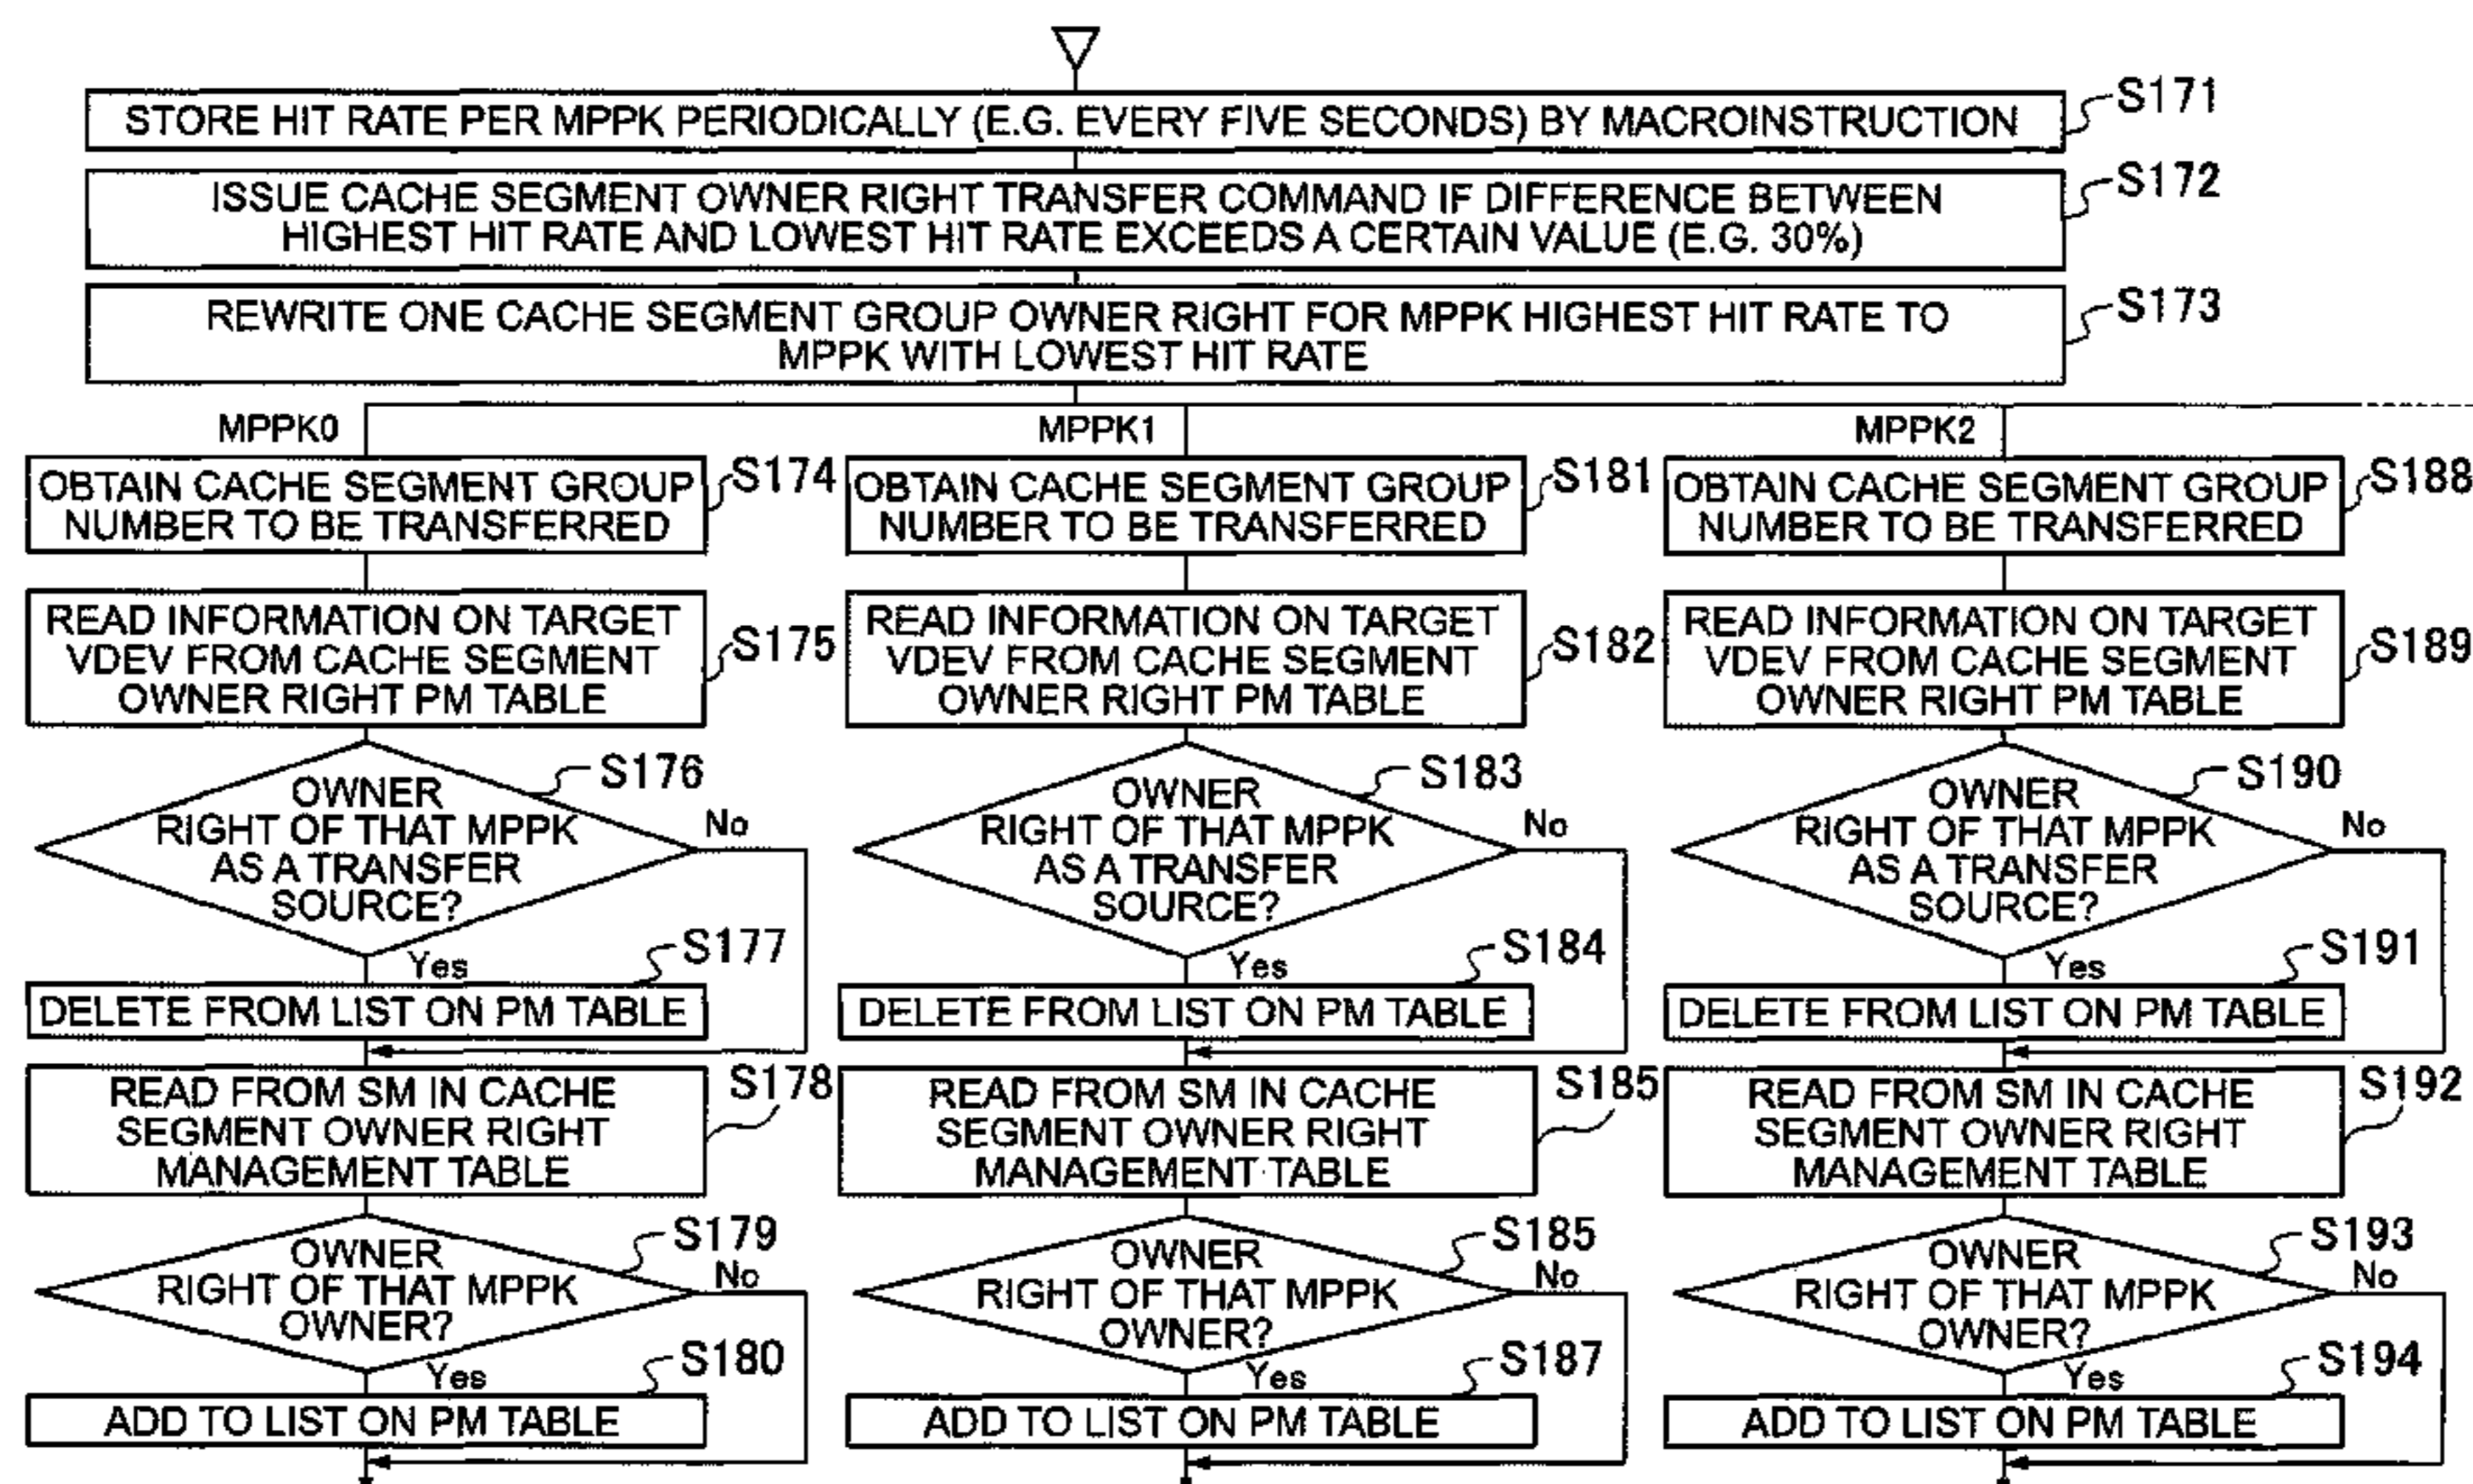 STORE HIT RATE PER MPPK PERIODICALLY (E.G. EVERY FIVE SECONDS) BY MACROINSTRUCTION
S171
ISSUE CACHE SEGMENT OWNER RIGHT TRANSFER COMMAND IF DIFFERENCE BETWEEN
HIGHEST HIT RATE AND LOWEST HIT RATE EXCEEDS A CERTAIN VALUE (E.G. 30%)
S172
REWRITE ONE CACHE SEGMENT GROUP OWNER RIGHT FOR MPPK HIGHEST HIT RATE TO
MPPK WITH LOWEST HIT RATE
S173
MPPK0
OBTAIN CACHE SEGMENT GROUP
NUMBER TO BE TRANSFERRED
S174
READ INFORMATION ON TARGET
VDEV FROM CACHE SEGMENT
OWNER RIGHT PM TABLE
S175
OWNER
RIGHT OF THAT MPPK
AS A TRANSFER
SOURCE?
S176
No
Yes
DELETE FROM LIST ON PM TABLE
S177
READ FROM SM IN CACHE
SEGMENT OWNER RIGHT
MANAGEMENT TABLE
S178
OWNER
RIGHT OF THAT MPPK
OWNER?
S179
No
Yes
ADD TO LIST ON PM TABLE
S180
MPPK1
OBTAIN CACHE SEGMENT GROUP
NUMBER TO BE TRANSFERRED
S181
READ INFORMATION ON TARGET
VDEV FROM CACHE SEGMENT
OWNER RIGHT PM TABLE
S182
OWNER
RIGHT OF THAT MPPK
AS A TRANSFER
SOURCE?
S183
No
Yes
DELETE FROM LIST ON PM TABLE
S184
READ FROM SM IN CACHE
SEGMENT OWNER RIGHT
MANAGEMENT TABLE
S185
OWNER
RIGHT OF THAT MPPK
OWNER?
S185
No
Yes
ADD TO LIST ON PM TABLE
S187
MPPK2
OBTAIN CACHE SEGMENT GROUP
NUMBER TO BE TRANSFERRED
S188
READ INFORMATION ON TARGET
VDEV FROM CACHE SEGMENT
OWNER RIGHT PM TABLE
S189
OWNER
RIGHT OF THAT MPPK
AS A TRANSFER
SOURCE?
S190
No
Yes
DELETE FROM LIST ON PM TABLE
S191
READ FROM SM IN CACHE
SEGMENT OWNER RIGHT
MANAGEMENT TABLE
S192
OWNER
RIGHT OF THAT MPPK
OWNER?
S193
No
Yes
ADD TO LIST ON PM TABLE
S194